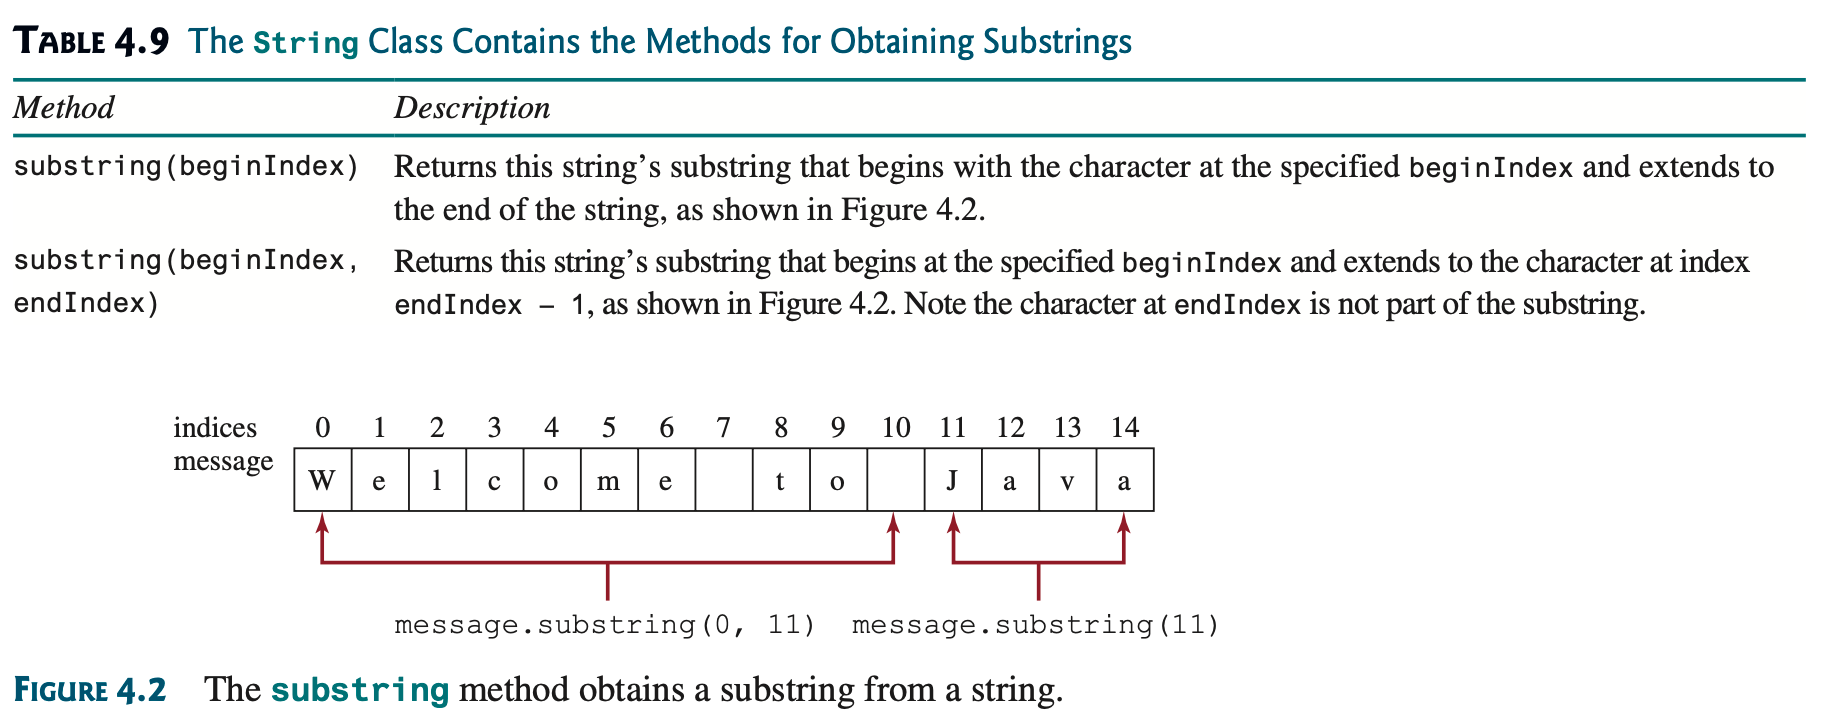 TABLE 4.9 The String Class Contains the Methods for Obtaining Substrings
Method Description
substring(beginIndex) Returns this string’s substring that begins with the character at the specified beginIndex and extends to
the end of the string, as shown in Figure 4.2.
substring(beginIndex, Returns this string’s substring that begins at the specified beginIndex and extends to the character at index
endIndex) endIndex – 1, as shown in Figure 4.2. Note the character at endIndex is not part of the substring.
indices 0 1 2 3 4 5 6 7 8 9 10 11 12 13 14
message W e l c o m e t o J a v a
message.substring(0, 11) message.substring(11)
FIGURE 4.2 The substring method obtains a substring from a string.